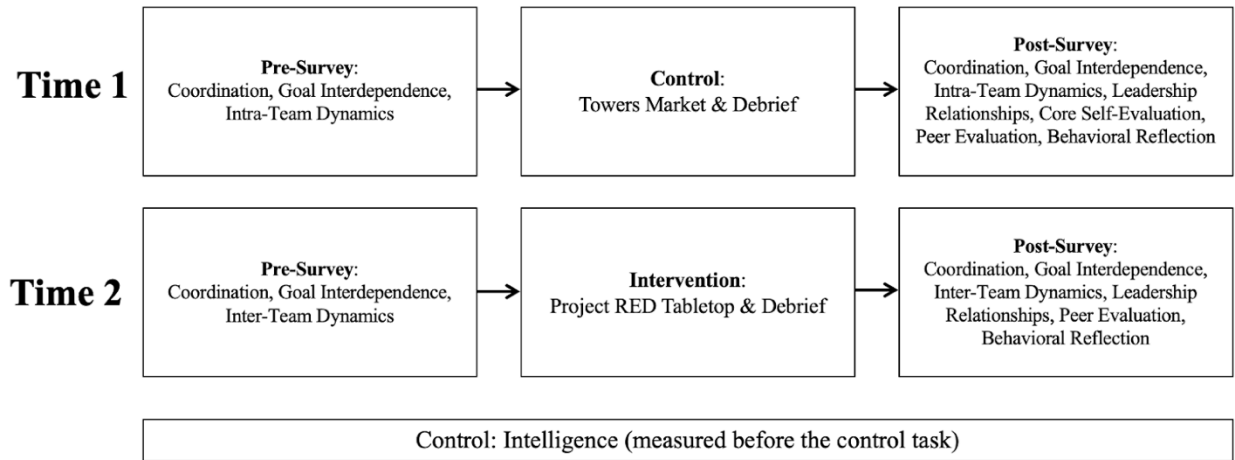 Time 1
Pre-Survey:
Coordination, Goal Interdependence,
Intra-Team Dynamics
Control:
Towers Market & Debrief
Post-Survey:
Coordination, Goal Interdependence,
Intra-Team Dynamics, Leadership
Relationships, Core Self-Evaluation,
Peer Evaluation, Behavioral Reflection
Time 2
Pre-Survey:
Coordination, Goal Interdependence,
Inter-Team Dynamics
Intervention:
Project RED Tabletop & Debrief
Post-Survey:
Coordination, Goal Interdependence,
Inter-Team Dynamics, Leadership
Relationships, Peer Evaluation,
Behavioral Reflection
Control: Intelligence (measured before the control task)